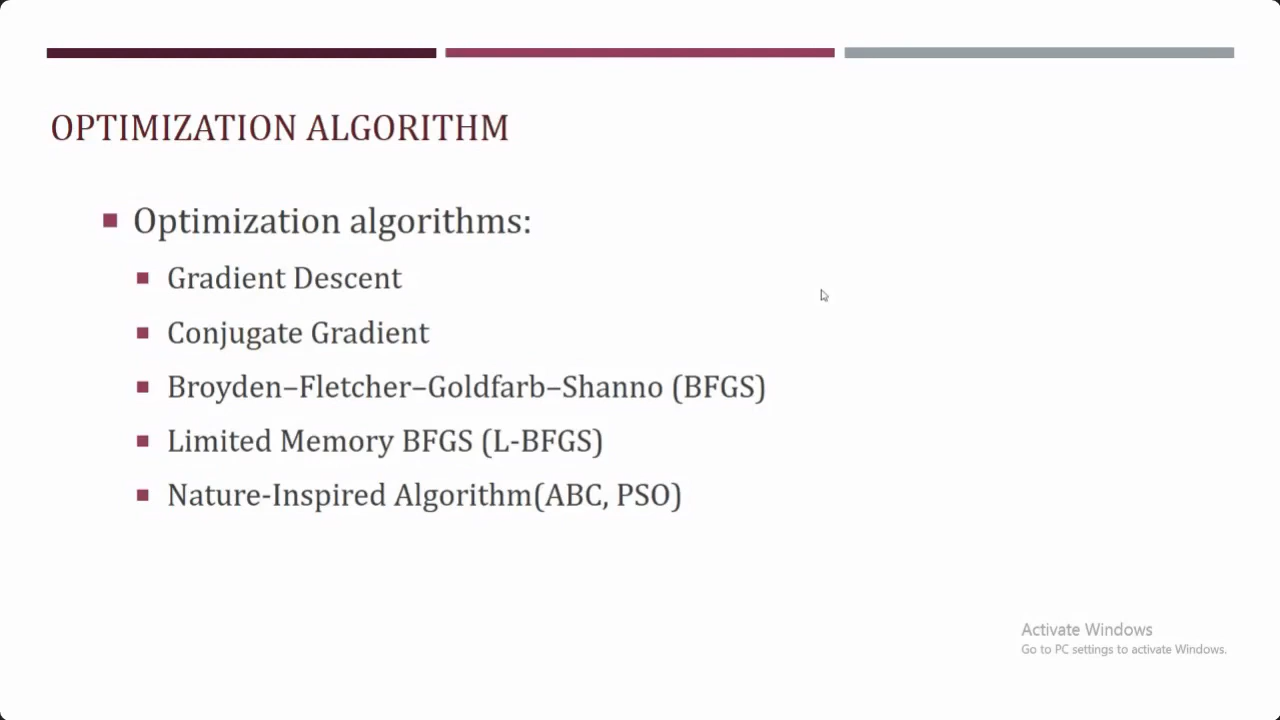 OPTIMIZATION ALGORITHM
Optimization algorithms:
Gradient Descent
Conjugate Gradient
Broyden–Fletcher–Goldfarb–Shanno (BFGS)
Limited Memory BFGS (L-BFGS)
Nature-Inspired Algorithm(ABC, PSO)
Activate Windows
Go to PC settings to activate Windows.